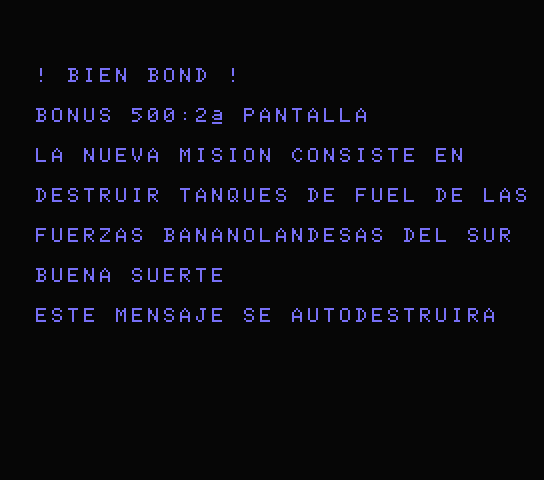 ! BIEN BOND !
BONUS 500:2ª PANTALLA
LA NUEVA MISION CONSISTE EN
DESTRUIR TANQUES DE FUEL DE LAS
FUERZAS BANANOLANDESAS DEL SUR
BUENA SUERTE
ESTE MENSAJE SE AUTODESTRUIRA